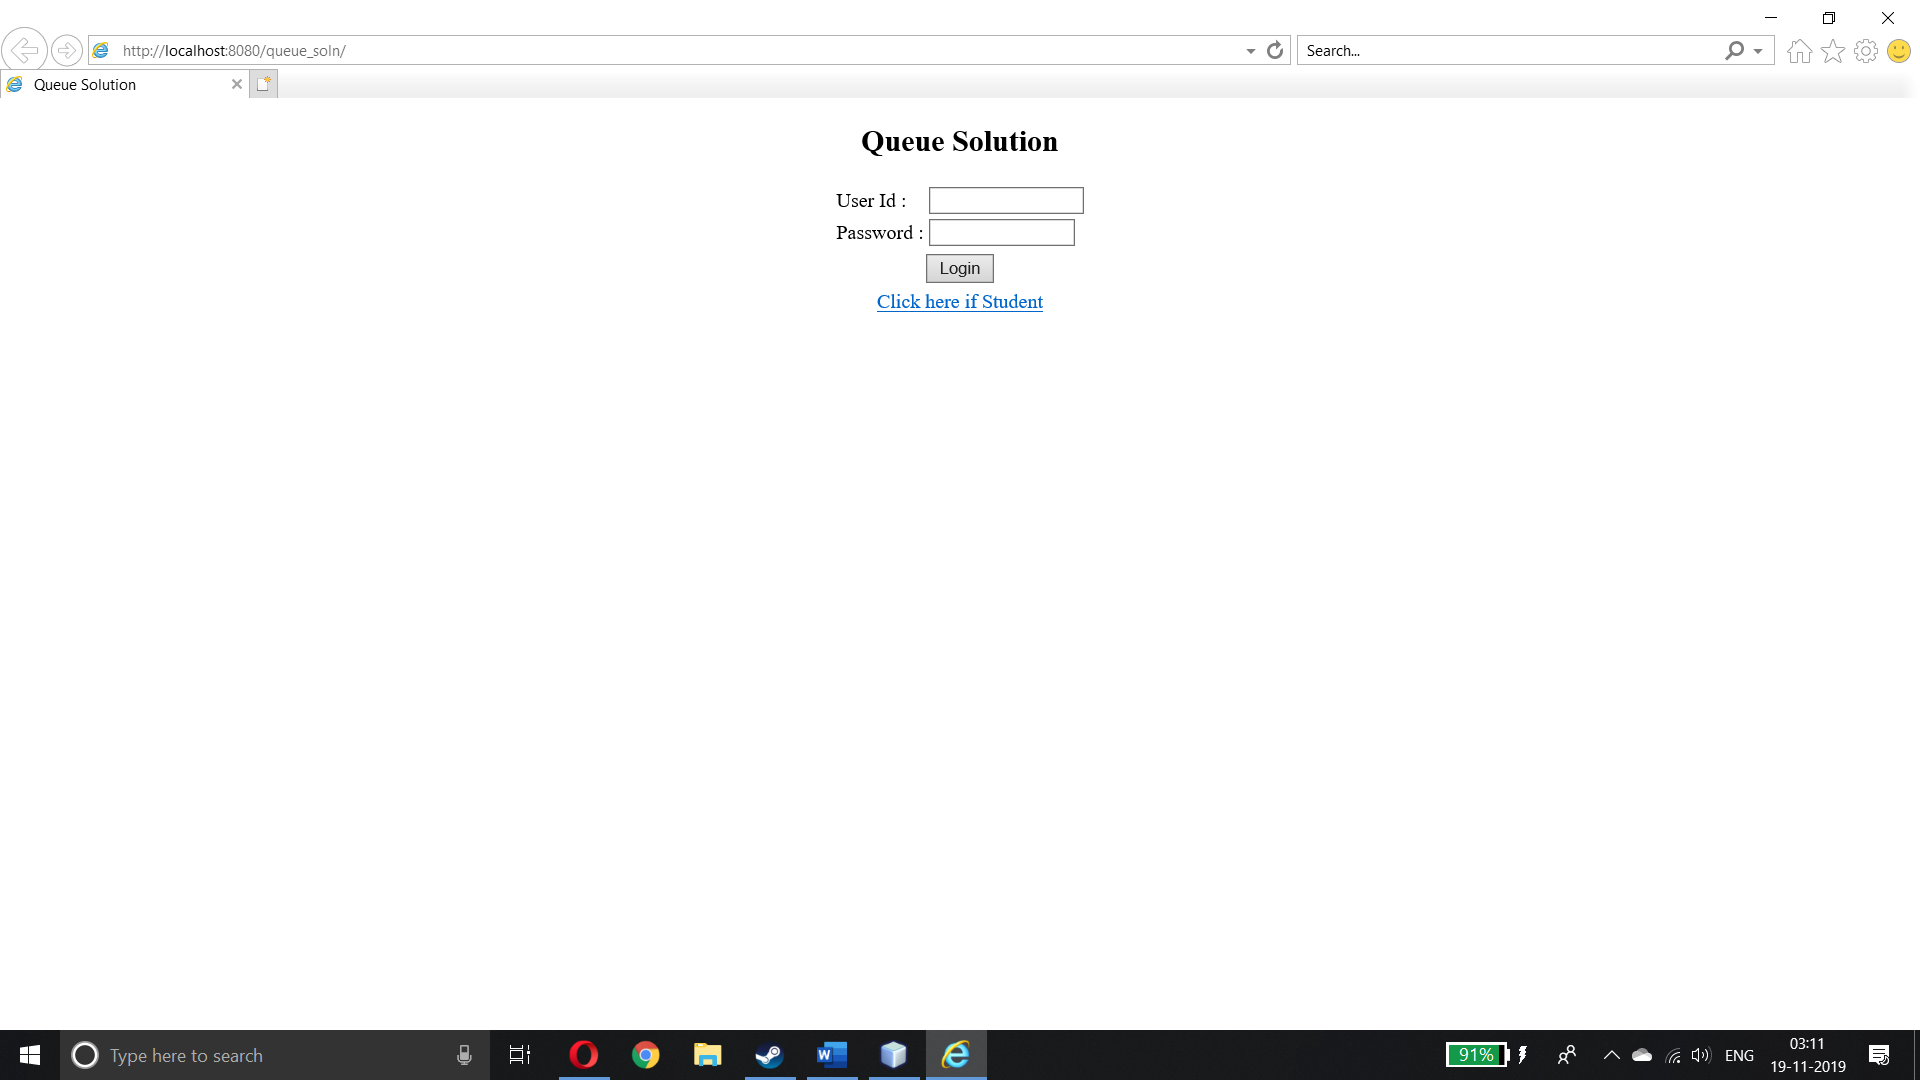 http://localhost:8080/queue_soln/
Search...
Queue Solution
Queue Solution
User Id :
Password :
Login
Click here if Student
Type here to search
91%
ENG
03:11
19-11-2019